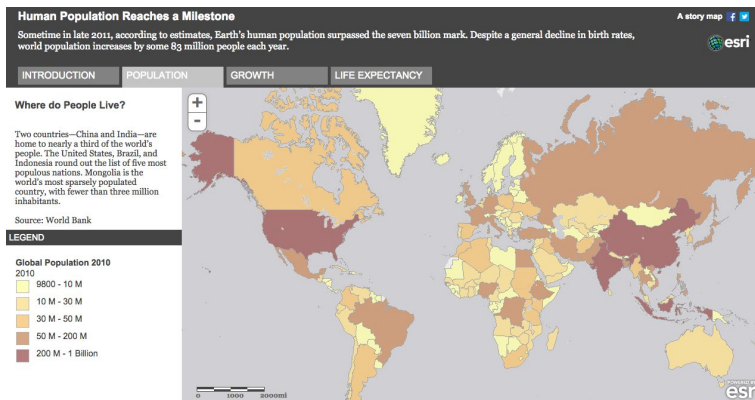 Human Population Reaches a Milestone
A story map
Sometime in late 2011, according to estimates, Earth's human population surpassed the seven billion mark. Despite a general decline in birth rates,
world population increases by some 83 million people each year.
esri
INTRODUCTION
POPULATION
GROWTH
LIFE EXPECTANCY
Where do People Live?
Two countries—China and India—are
home to nearly a third of the world's
people. The United States, Brazil, and
Indonesia round out the list of five most
populous nations. Mongolia is the
world's most sparsely populated
country, with fewer than three million
inhabitants.
Source: World Bank
LEGEND
Global Population 2010
2010
9800 - 10 M
10 M - 30 M
30 M - 50 M
50 M - 200 M
200 M - 1 Billion
+
-
0 1000 2000mi
POWERED BY
esri